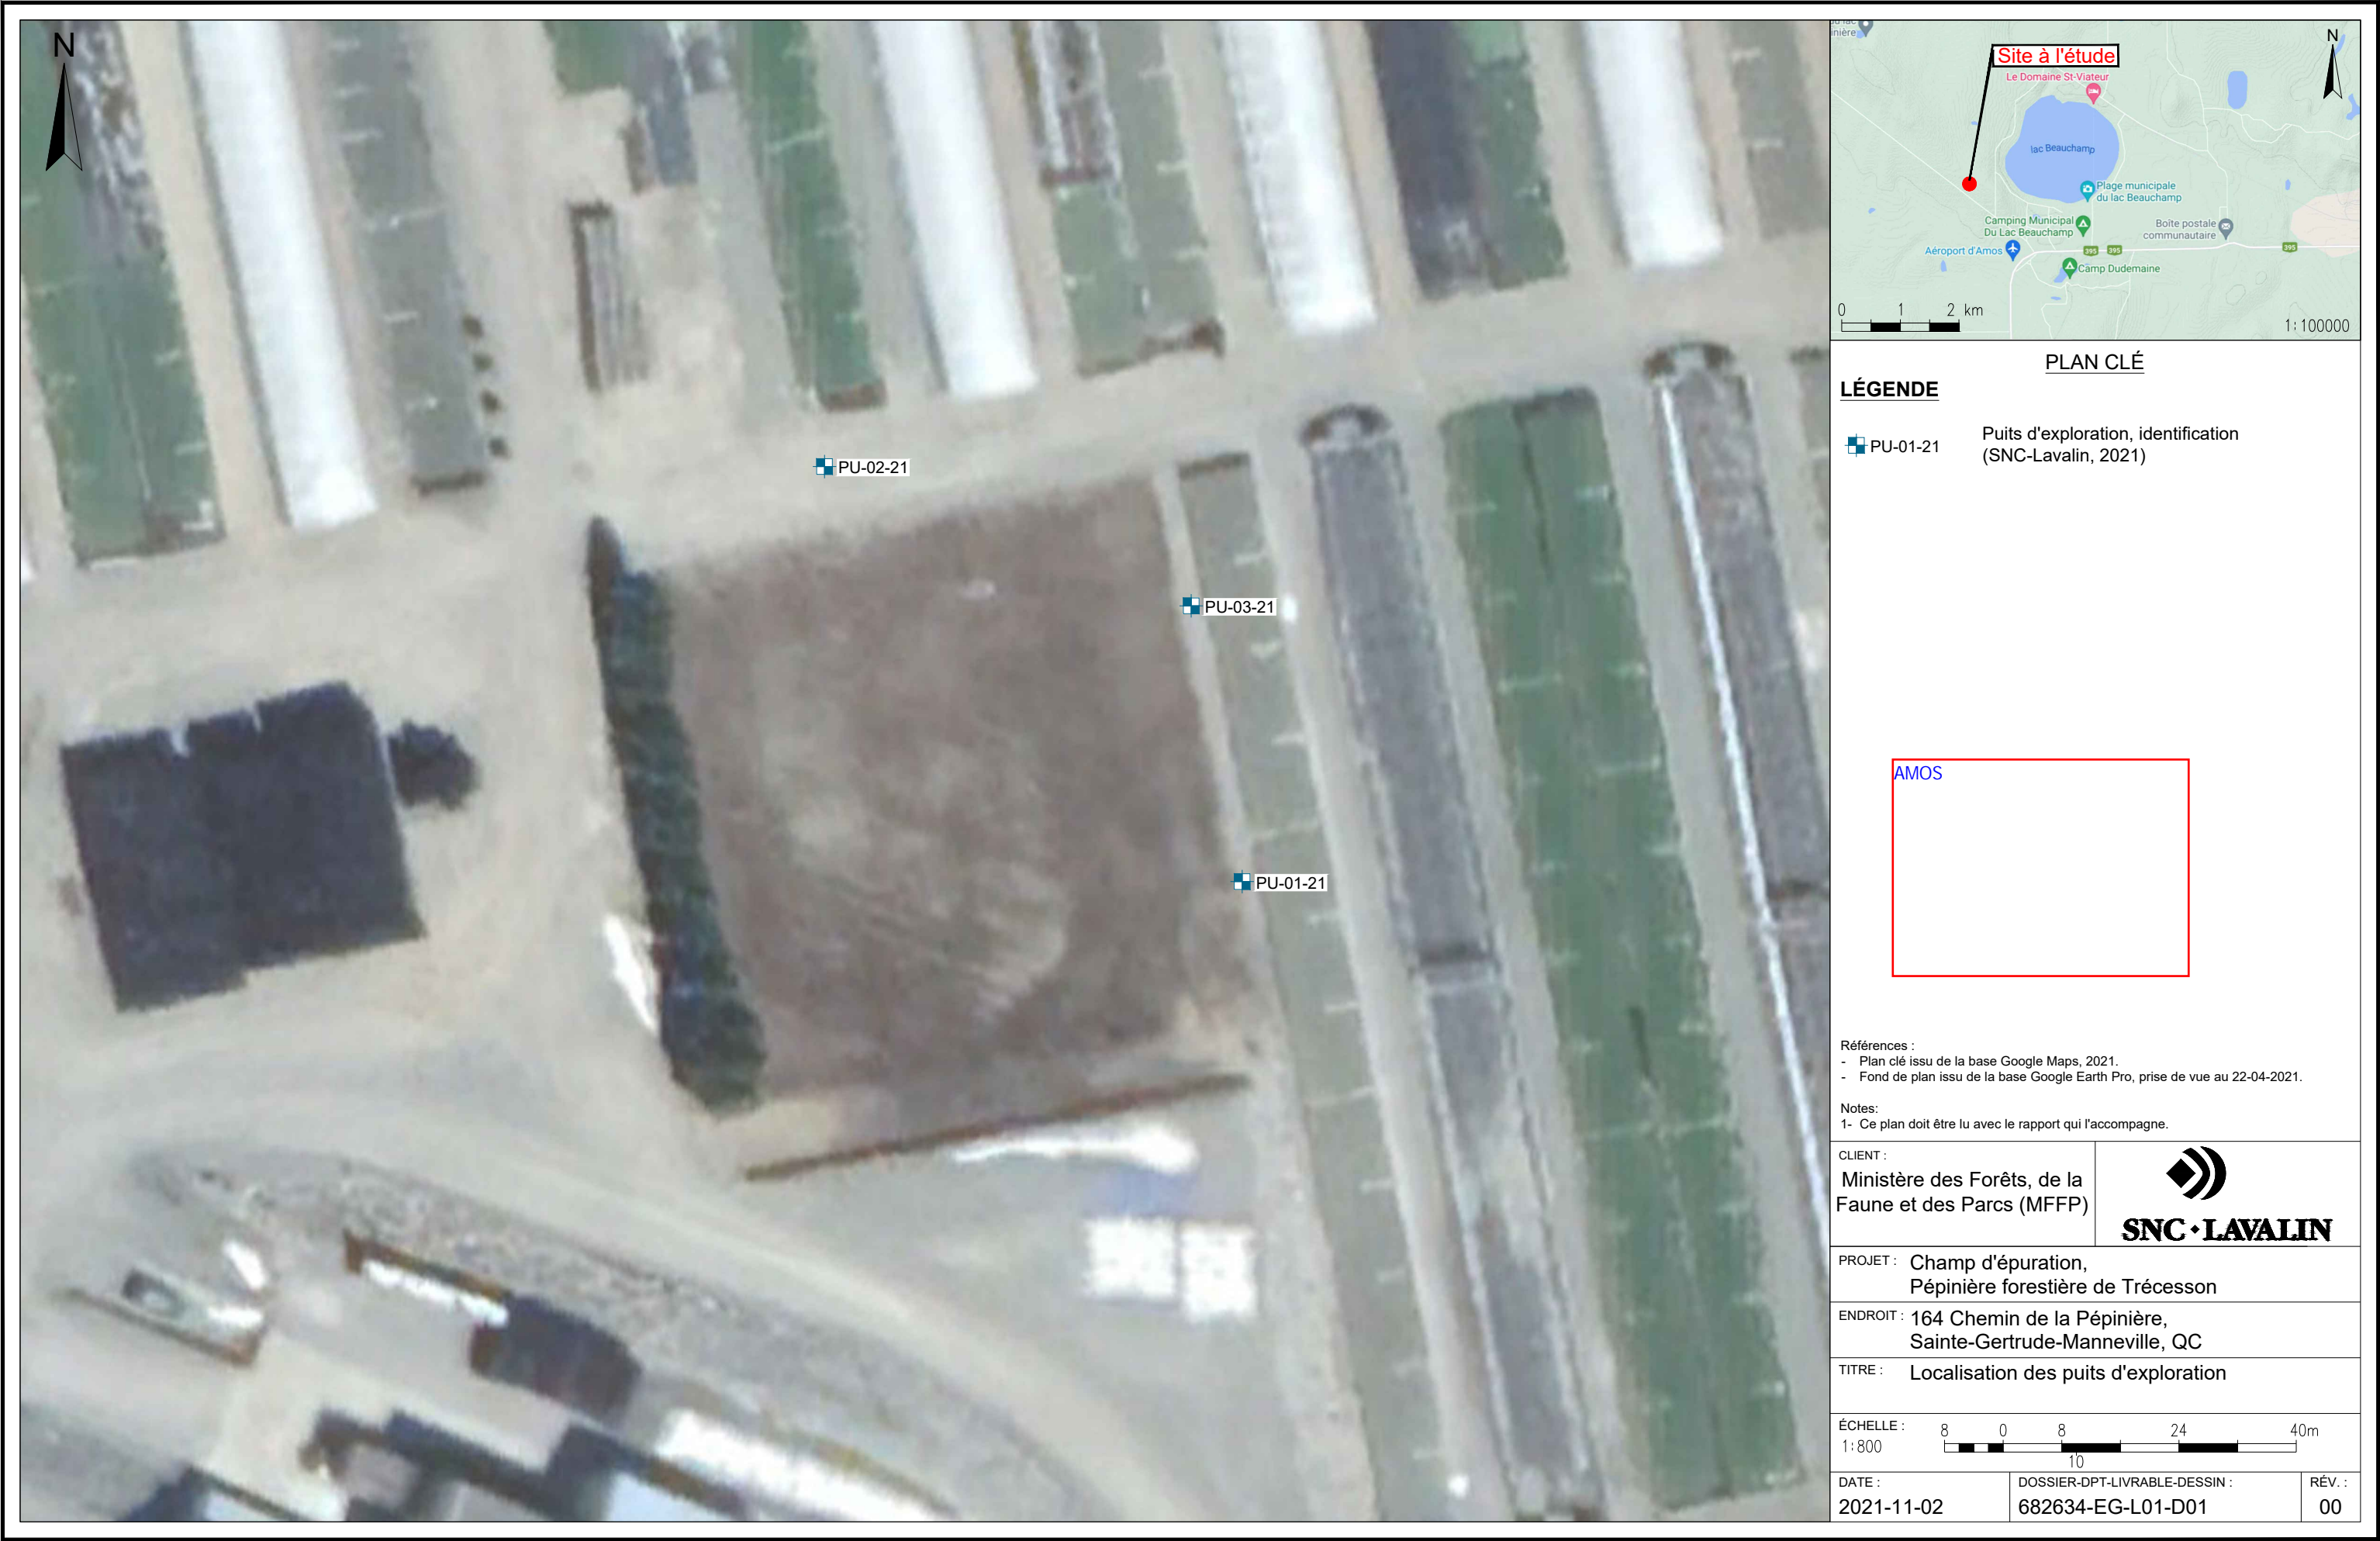 N
PU-02-21
PU-03-21
PU-01-21
nière
Site à l'étude
N
Le Domaine St-Viateur
lac Beauchamp
Plage municipale
du lac Beauchamp
Camping Municipal
Du Lac Beauchamp
Boîte postale
communautaire
Aéroport d'Amos
395
395
395
Camp Dudemaine
0 1 2 km
1:100000
PLAN CLÉ
LÉGENDE
PU-01-21
Puits d'exploration, identification
(SNC-Lavalin, 2021)
AMOS
Références :
- Plan clé issu de la base Google Maps, 2021.
- Fond de plan issu de la base Google Earth Pro, prise de vue au 22-04-2021.
Notes:
1- Ce plan doit être lu avec le rapport qui l'accompagne.
CLIENT :
Ministère des Forêts, de la
Faune et des Parcs (MFFP)
SNC•LAVALIN
PROJET : Champ d'épuration,
Pépinière forestière de Trécesson
ENDROIT : 164 Chemin de la Pépinière,
Sainte-Gertrude-Manneville, QC
TITRE : Localisation des puits d'exploration
ÉCHELLE :
1:800
8 0 8 24 40m
10
DATE :
2021-11-02
DOSSIER-DPT-LIVRABLE-DESSIN :
682634-EG-L01-D01
RÉV. :
00